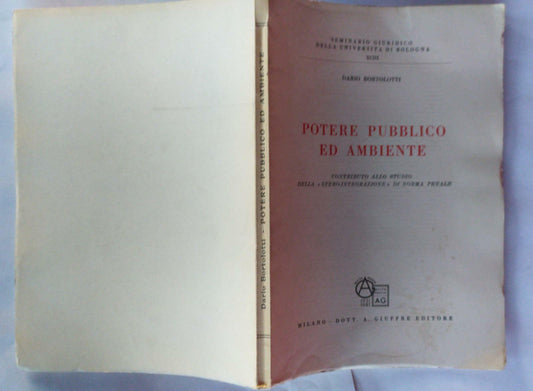 SEMINARIO GIURIDICO
DELLA UNIVERSITÀ DI BOLOGNA
DARIO BORTOLOTTI
POTERE PUBBLICO
ED AMBIENTE
CONTRIBUTO ALLO STUDIO
DELLA « ETERO-INTEGRAZIONE » DI NORMA PENALE
AG
MILANO - DOTT. A. GIUFFRÈ EDITORE
Dario Bortolotti - POTERE PUBBLICO ED AMBIENTE